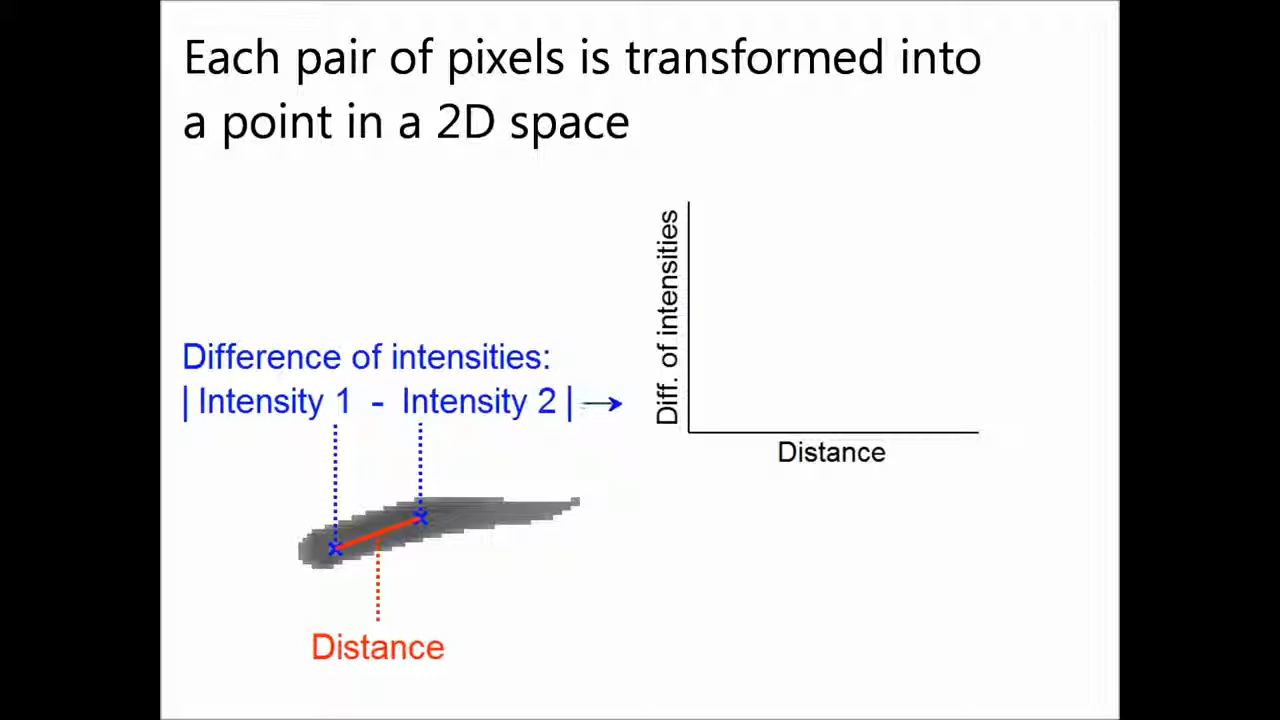 Each pair of pixels is transformed into
a point in a 2D space
Difference of intensities:
| Intensity 1 - Intensity 2 |
Diff. of intensities
Distance
Distance